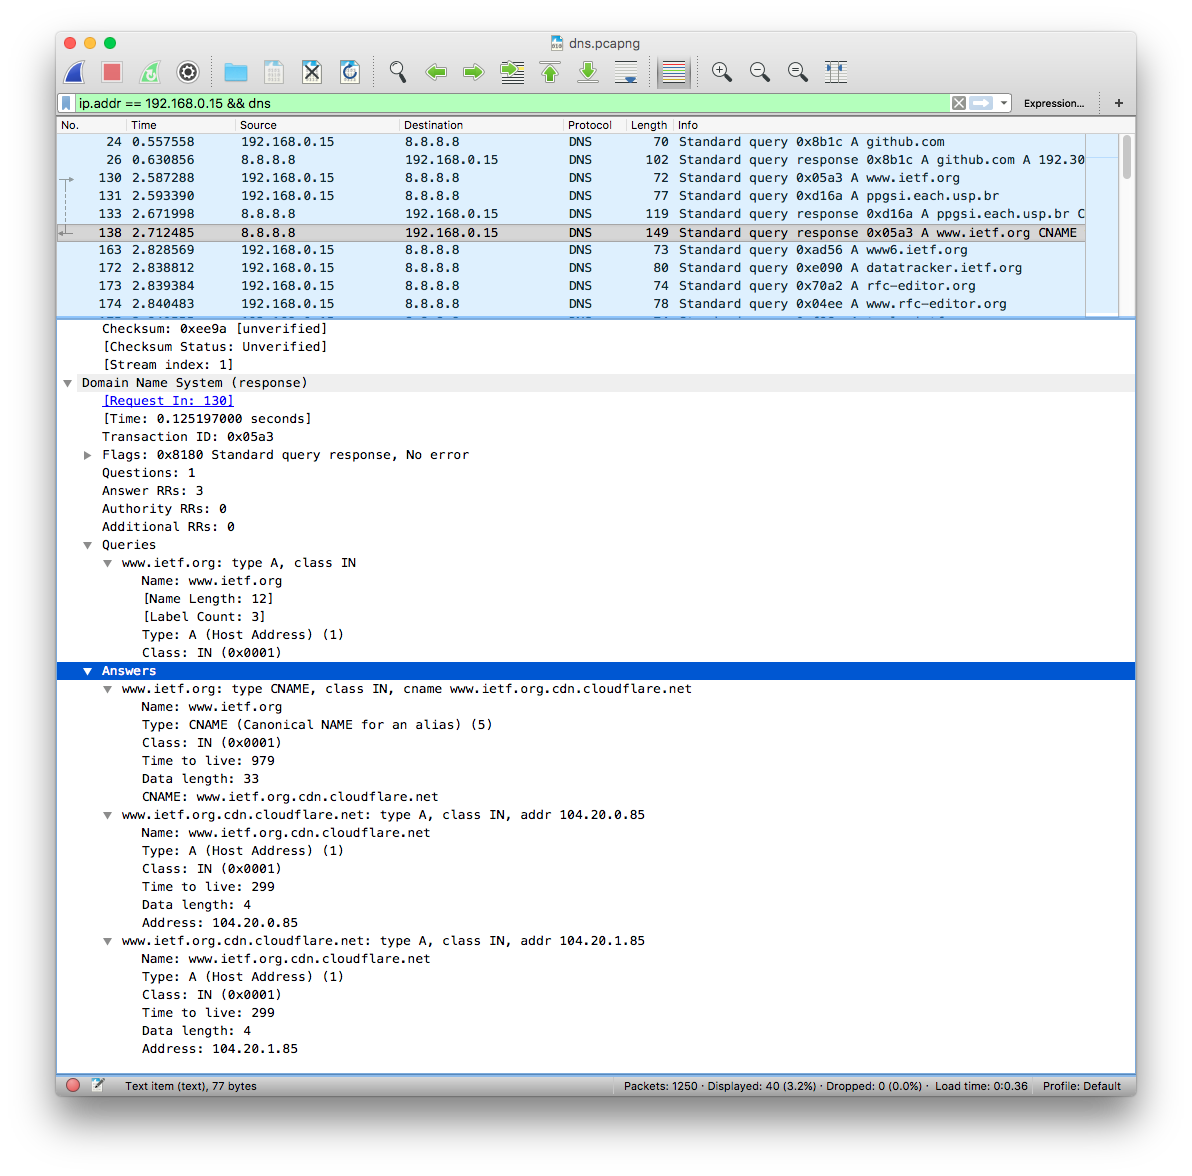 dns.pcapng
ip.addr == 192.168.0.15 && dns
Expression...
+
No. Time Source Destination Protocol Length Info
24 0.557558 192.168.0.15 8.8.8.8 DNS 70 Standard query 0x8b1c A github.com
26 0.630856 8.8.8.8 192.168.0.15 DNS 102 Standard query response 0x8b1c A github.com A 192.30
130 2.587288 192.168.0.15 8.8.8.8 DNS 72 Standard query 0x05a3 A www.ietf.org
131 2.593390 192.168.0.15 8.8.8.8 DNS 77 Standard query 0xd16a A ppgsi.each.usp.br
133 2.671998 8.8.8.8 192.168.0.15 DNS 119 Standard query response 0xd16a A ppgsi.each.usp.br C
138 2.712485 8.8.8.8 192.168.0.15 DNS 149 Standard query response 0x05a3 A www.ietf.org CNAME
163 2.828569 192.168.0.15 8.8.8.8 DNS 73 Standard query 0xad56 A www6.ietf.org
172 2.838812 192.168.0.15 8.8.8.8 DNS 80 Standard query 0xe090 A datatracker.ietf.org
173 2.839384 192.168.0.15 8.8.8.8 DNS 74 Standard query 0x70a2 A rfc-editor.org
174 2.840483 192.168.0.15 8.8.8.8 DNS 78 Standard query 0x04ee A www.rfc-editor.org
Checksum: 0xee9a [unverified]
[Checksum Status: Unverified]
[Stream index: 1]
Domain Name System (response)
[Request In: 130]
[Time: 0.125197000 seconds]
Transaction ID: 0x05a3
Flags: 0x8180 Standard query response, No error
Questions: 1
Answer RRs: 3
Authority RRs: 0
Additional RRs: 0
Queries
www.ietf.org: type A, class IN
Name: www.ietf.org
[Name Length: 12]
[Label Count: 3]
Type: A (Host Address) (1)
Class: IN (0x0001)
Answers
www.ietf.org: type CNAME, class IN, cname www.ietf.org.cdn.cloudflare.net
Name: www.ietf.org
Type: CNAME (Canonical NAME for an alias) (5)
Class: IN (0x0001)
Time to live: 979
Data length: 33
CNAME: www.ietf.org.cdn.cloudflare.net
www.ietf.org.cdn.cloudflare.net: type A, class IN, addr 104.20.0.85
Name: www.ietf.org.cdn.cloudflare.net
Type: A (Host Address) (1)
Class: IN (0x0001)
Time to live: 299
Data length: 4
Address: 104.20.0.85
www.ietf.org.cdn.cloudflare.net: type A, class IN, addr 104.20.1.85
Name: www.ietf.org.cdn.cloudflare.net
Type: A (Host Address) (1)
Class: IN (0x0001)
Time to live: 299
Data length: 4
Address: 104.20.1.85
Text item (text), 77 bytes
Packets: 1250 · Displayed: 40 (3.2%) · Dropped: 0 (0.0%) · Load time: 0:0.36
Profile: Default